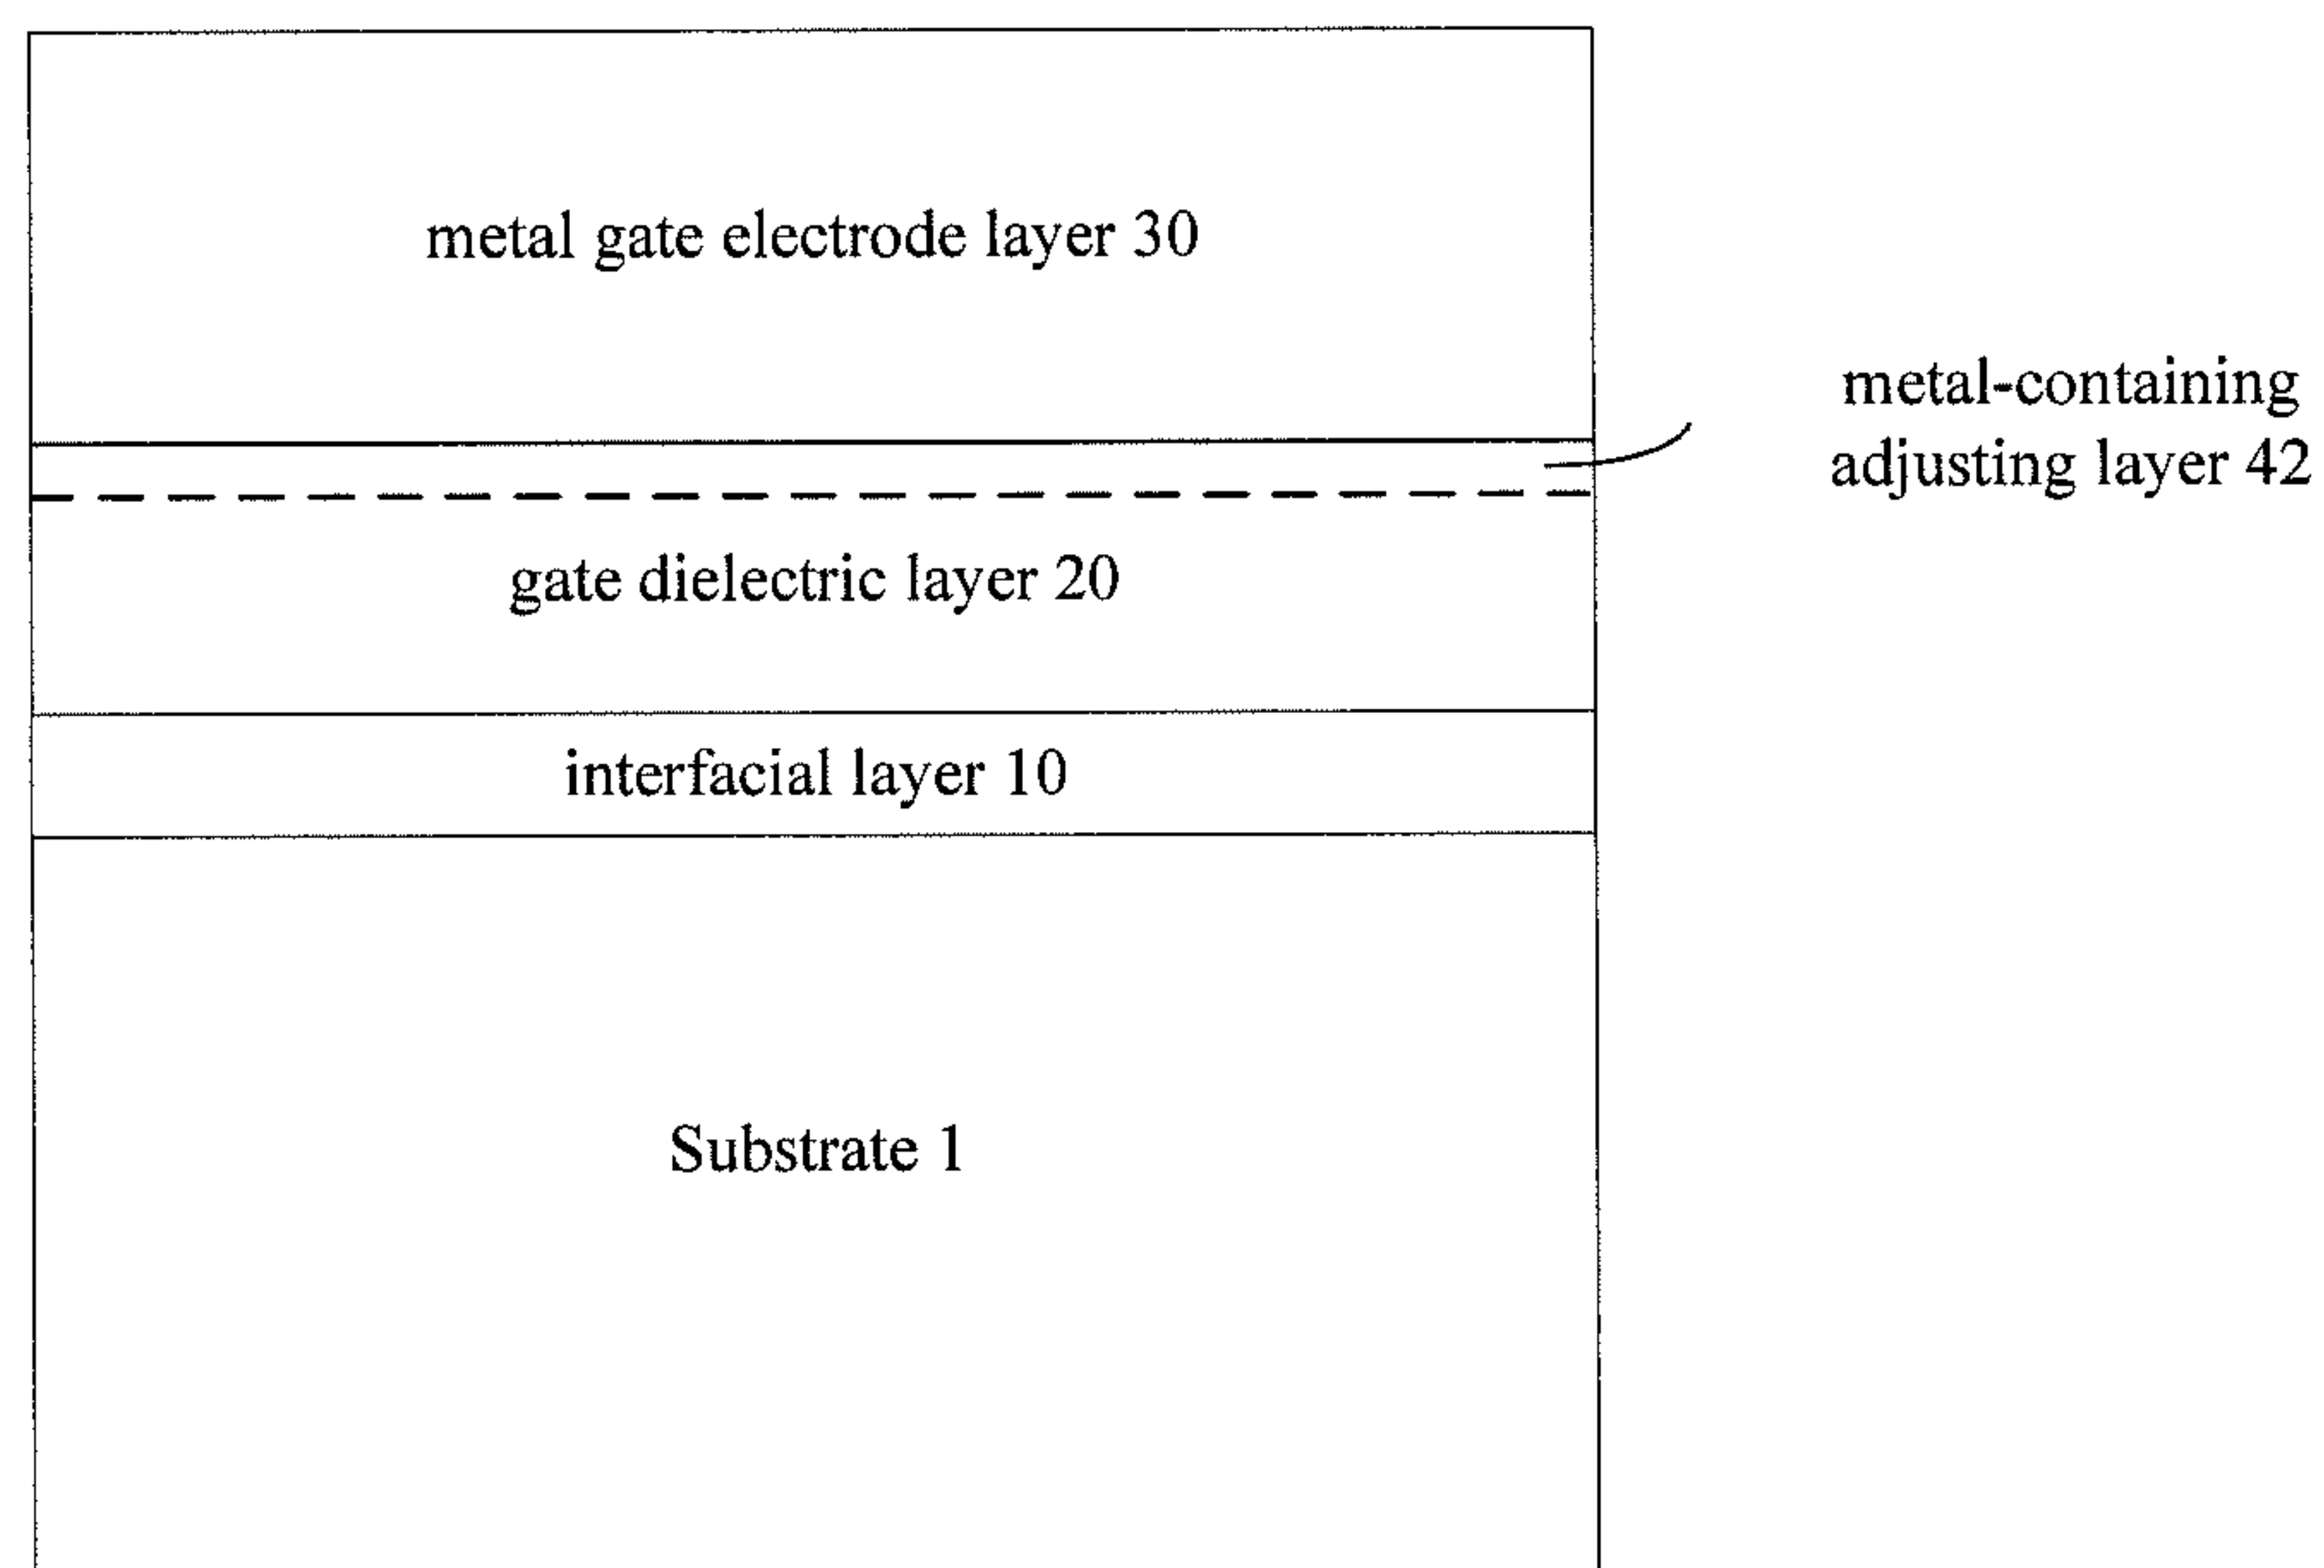 metal gate electrode layer 30
metal-containing
adjusting layer 42
gate dielectric layer 20
interfacial layer 10
Substrate 1